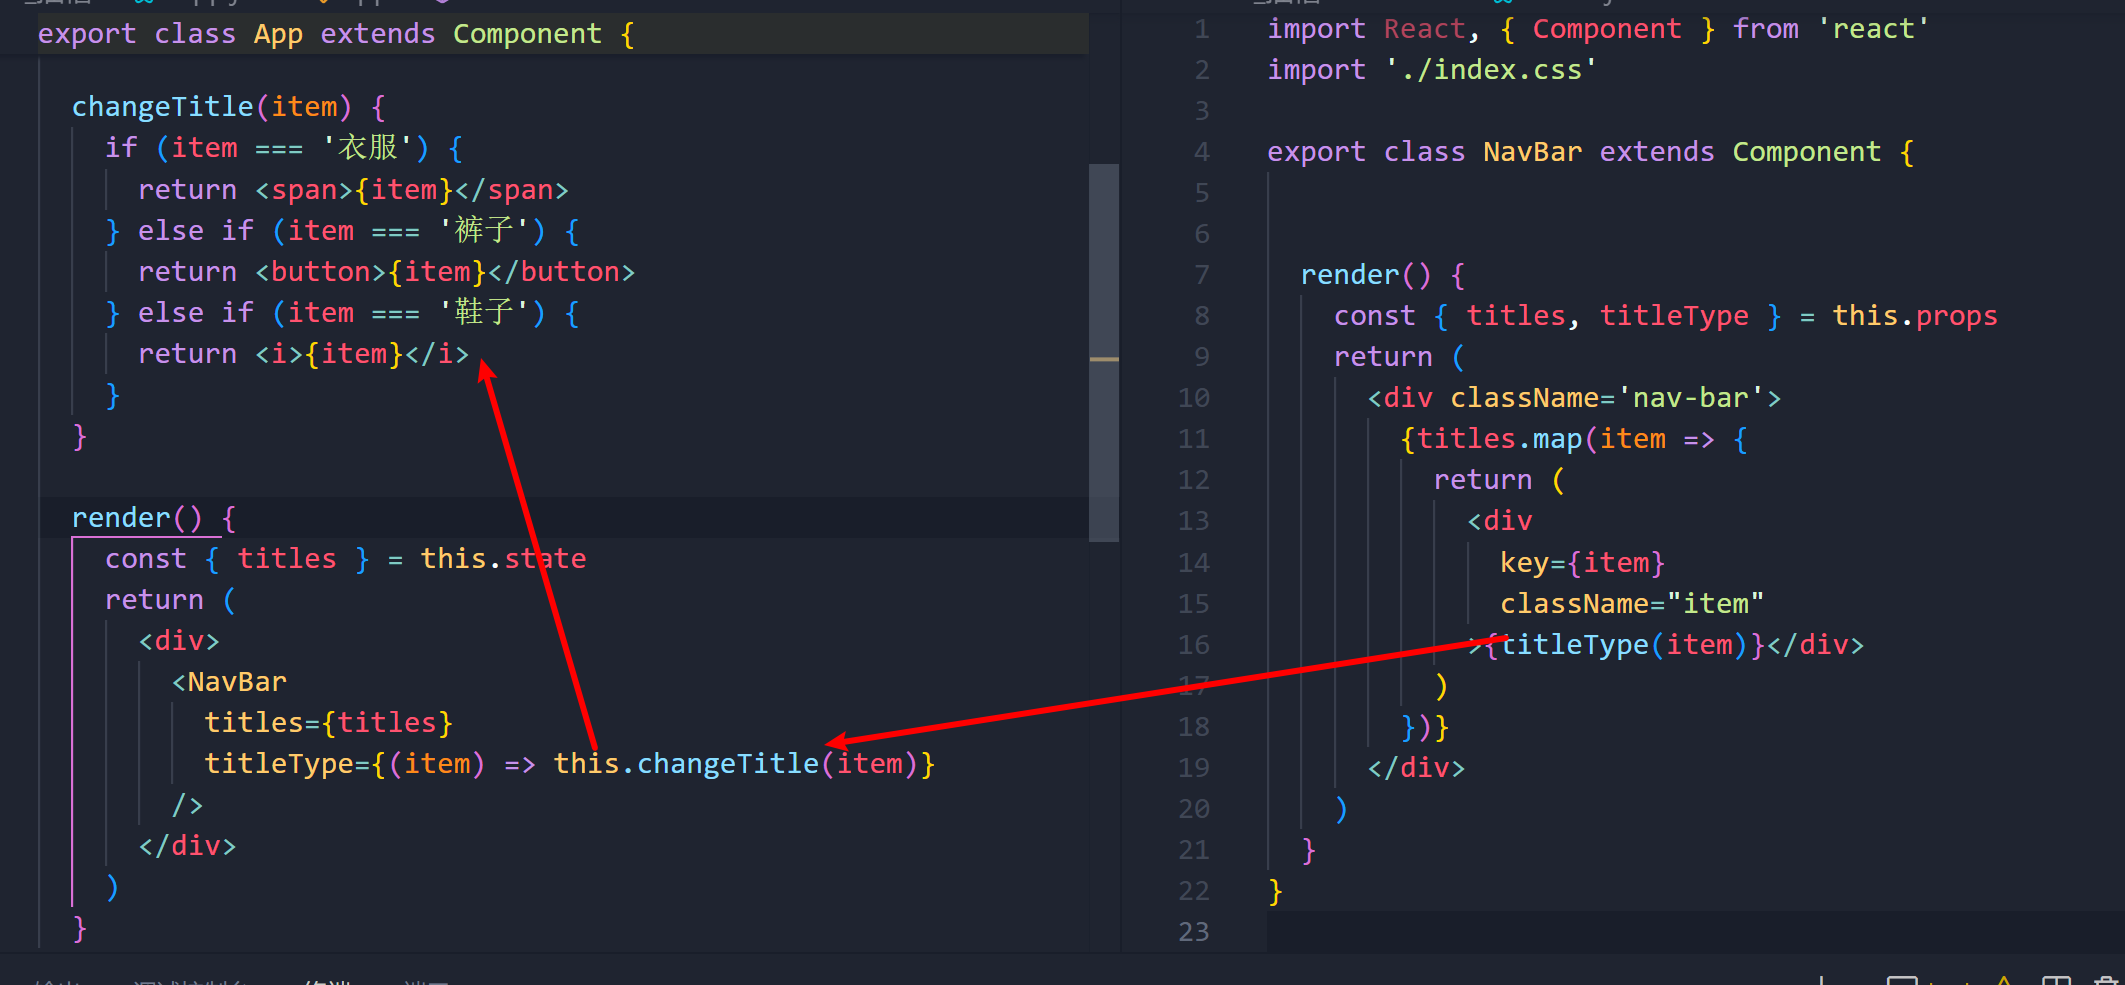 export class App extends Component {
changeTitle(item) {
if (item === '衣服') {
return <span>{item}</span>
} else if (item === '裤子') {
return <button>{item}</button>
} else if (item === '鞋子') {
return <i>{item}</i>
}
}
render() {
const { titles } = this.state
return (
<div>
<NavBar
titles={titles}
titleType={(item) => this.changeTitle(item)}
/>
</div>
)
}
1 import React, { Component } from 'react'
2 import './index.css'
3
4 export class NavBar extends Component {
5
6
7 render() {
8 const { titles, titleType } = this.props
9 return (
10 <div className='nav-bar'>
11 {titles.map(item => {
12 return (
13 <div
14 key={item}
15 className="item"
16 >{titleType(item)}</div>
17 )
18 })}
19 </div>
20 )
21 }
22 }
23